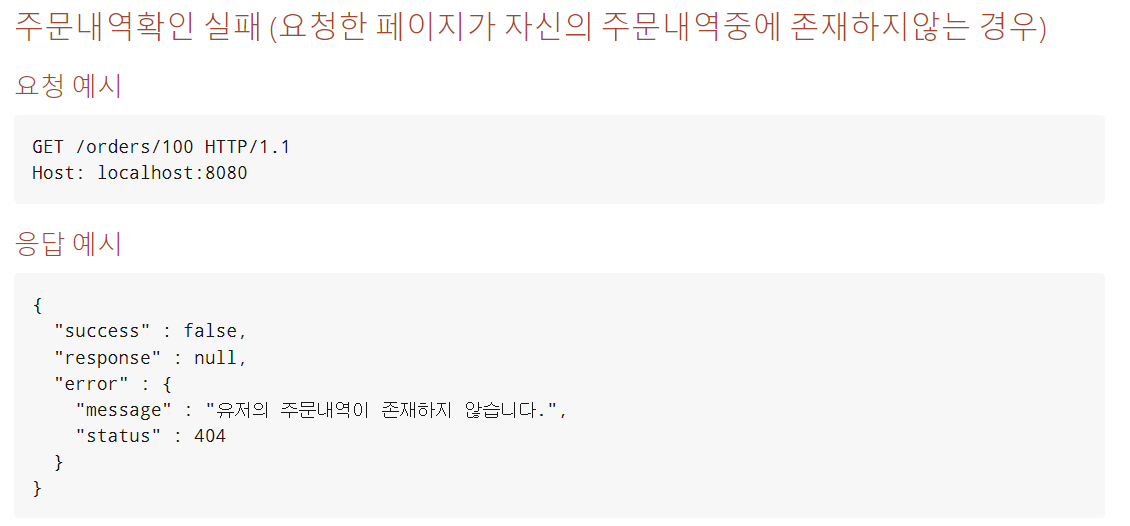 주문내역확인 실패 (요청한 페이지가 자신의 주문내역중에 존재하지않는 경우)
요청 예시
GET /orders/100 HTTP/1.1
Host: localhost:8080
응답 예시
{
  "success" : false,
  "response" : null,
  "error" : {
    "message" : "유저의 주문내역이 존재하지 않습니다.",
    "status" : 404
  }
}